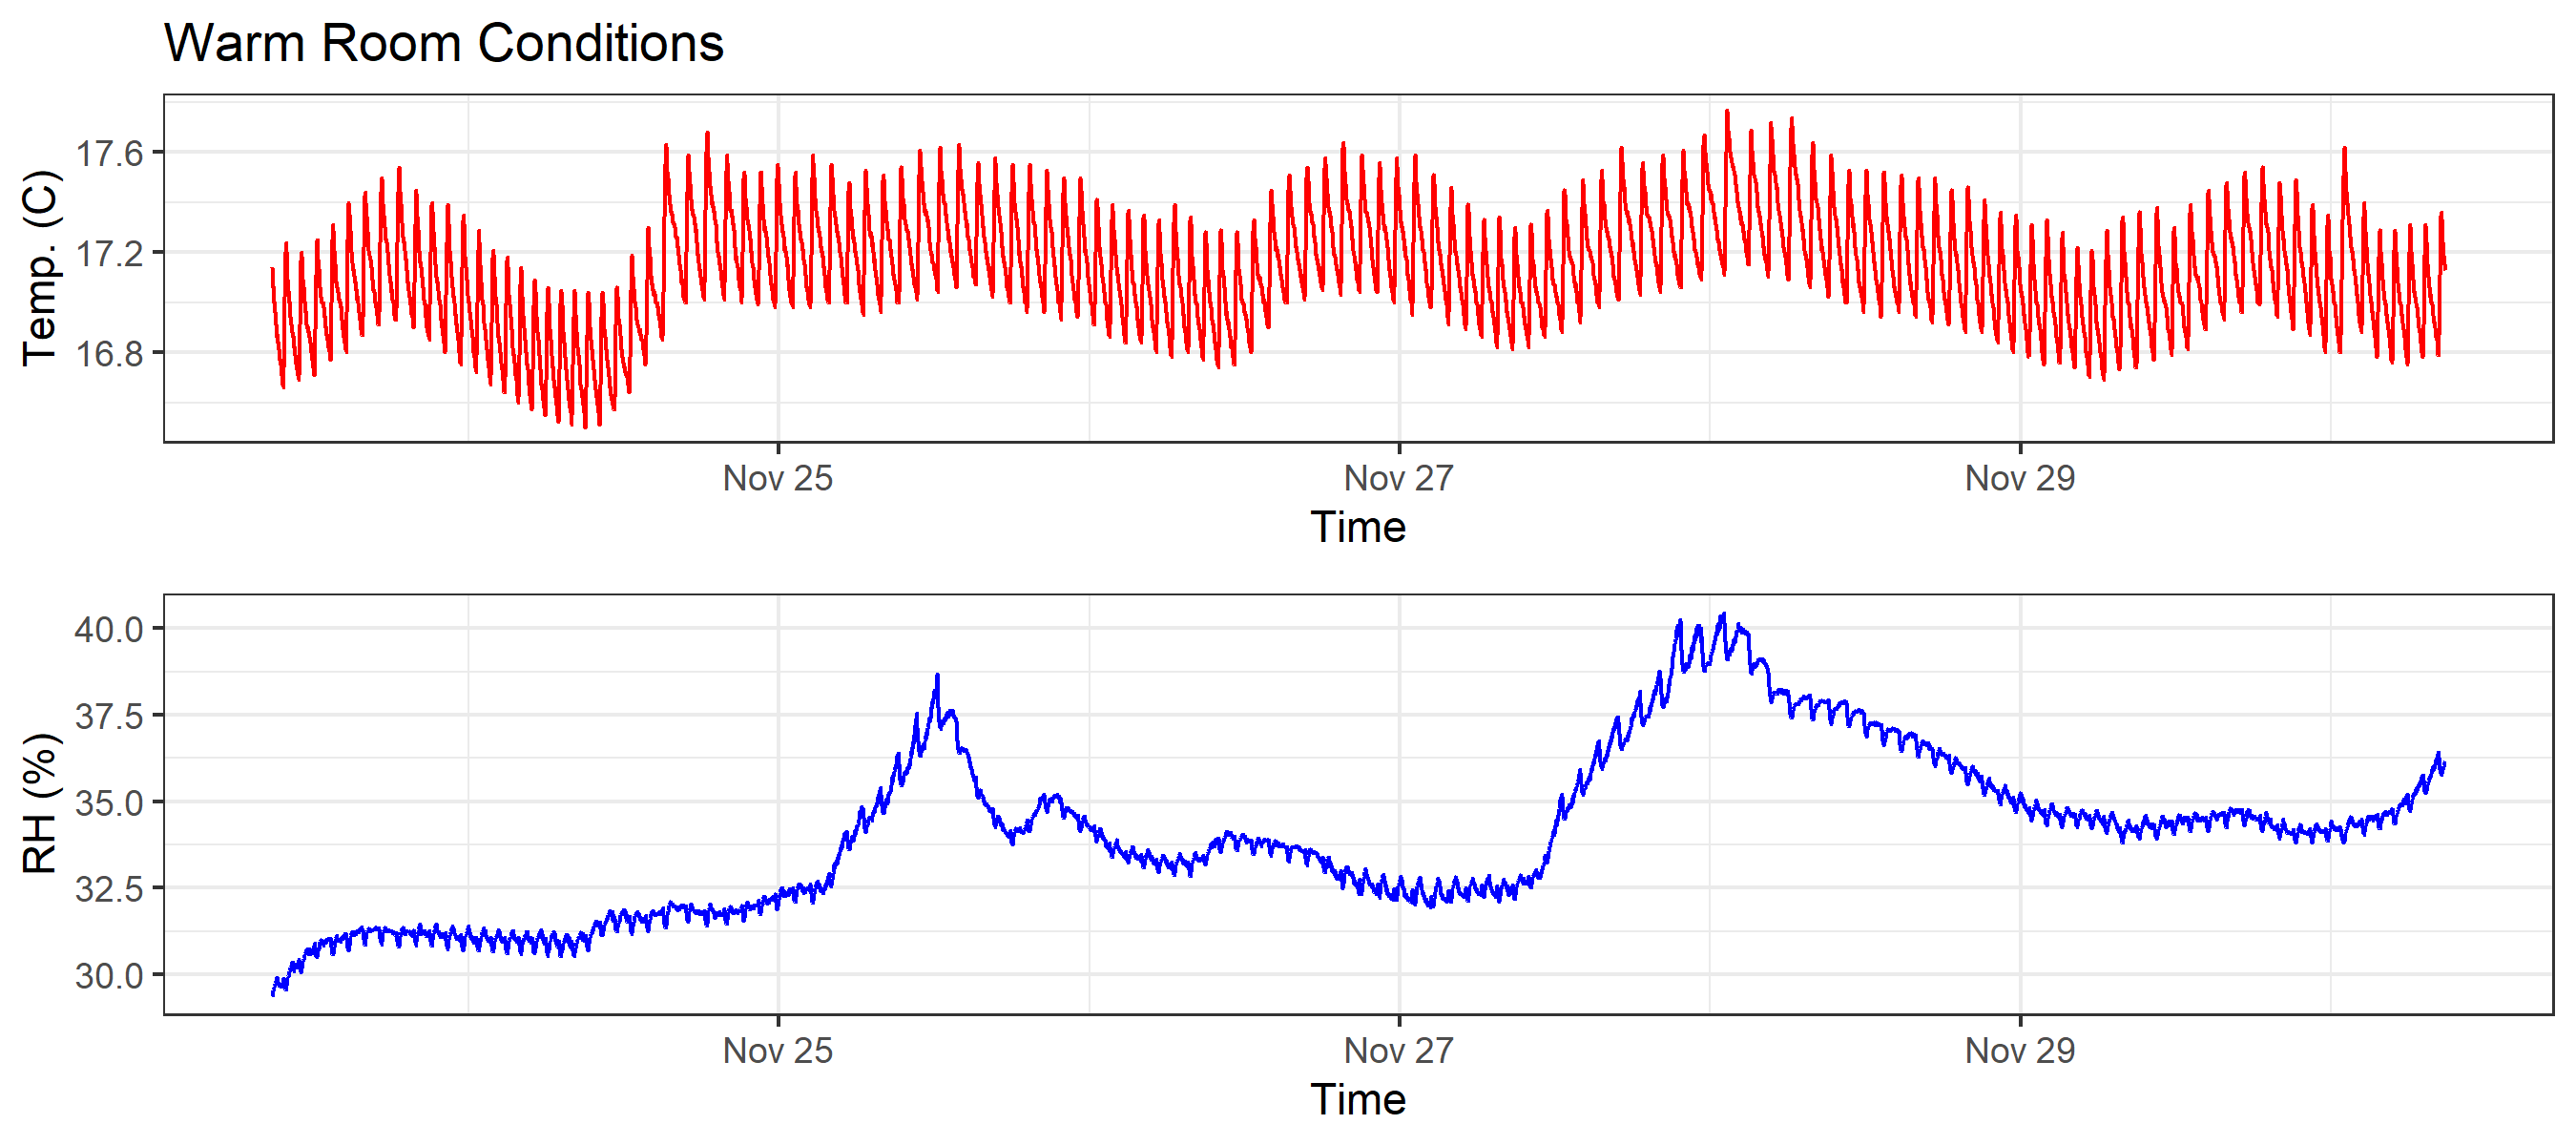 Warm Room Conditions
17.6
17.2
16.8
Temp. (C)
Nov 25
Nov 27
Nov 29
Time
40.0
37.5
35.0
32.5
30.0
RH (%)
Nov 25
Nov 27
Nov 29
Time